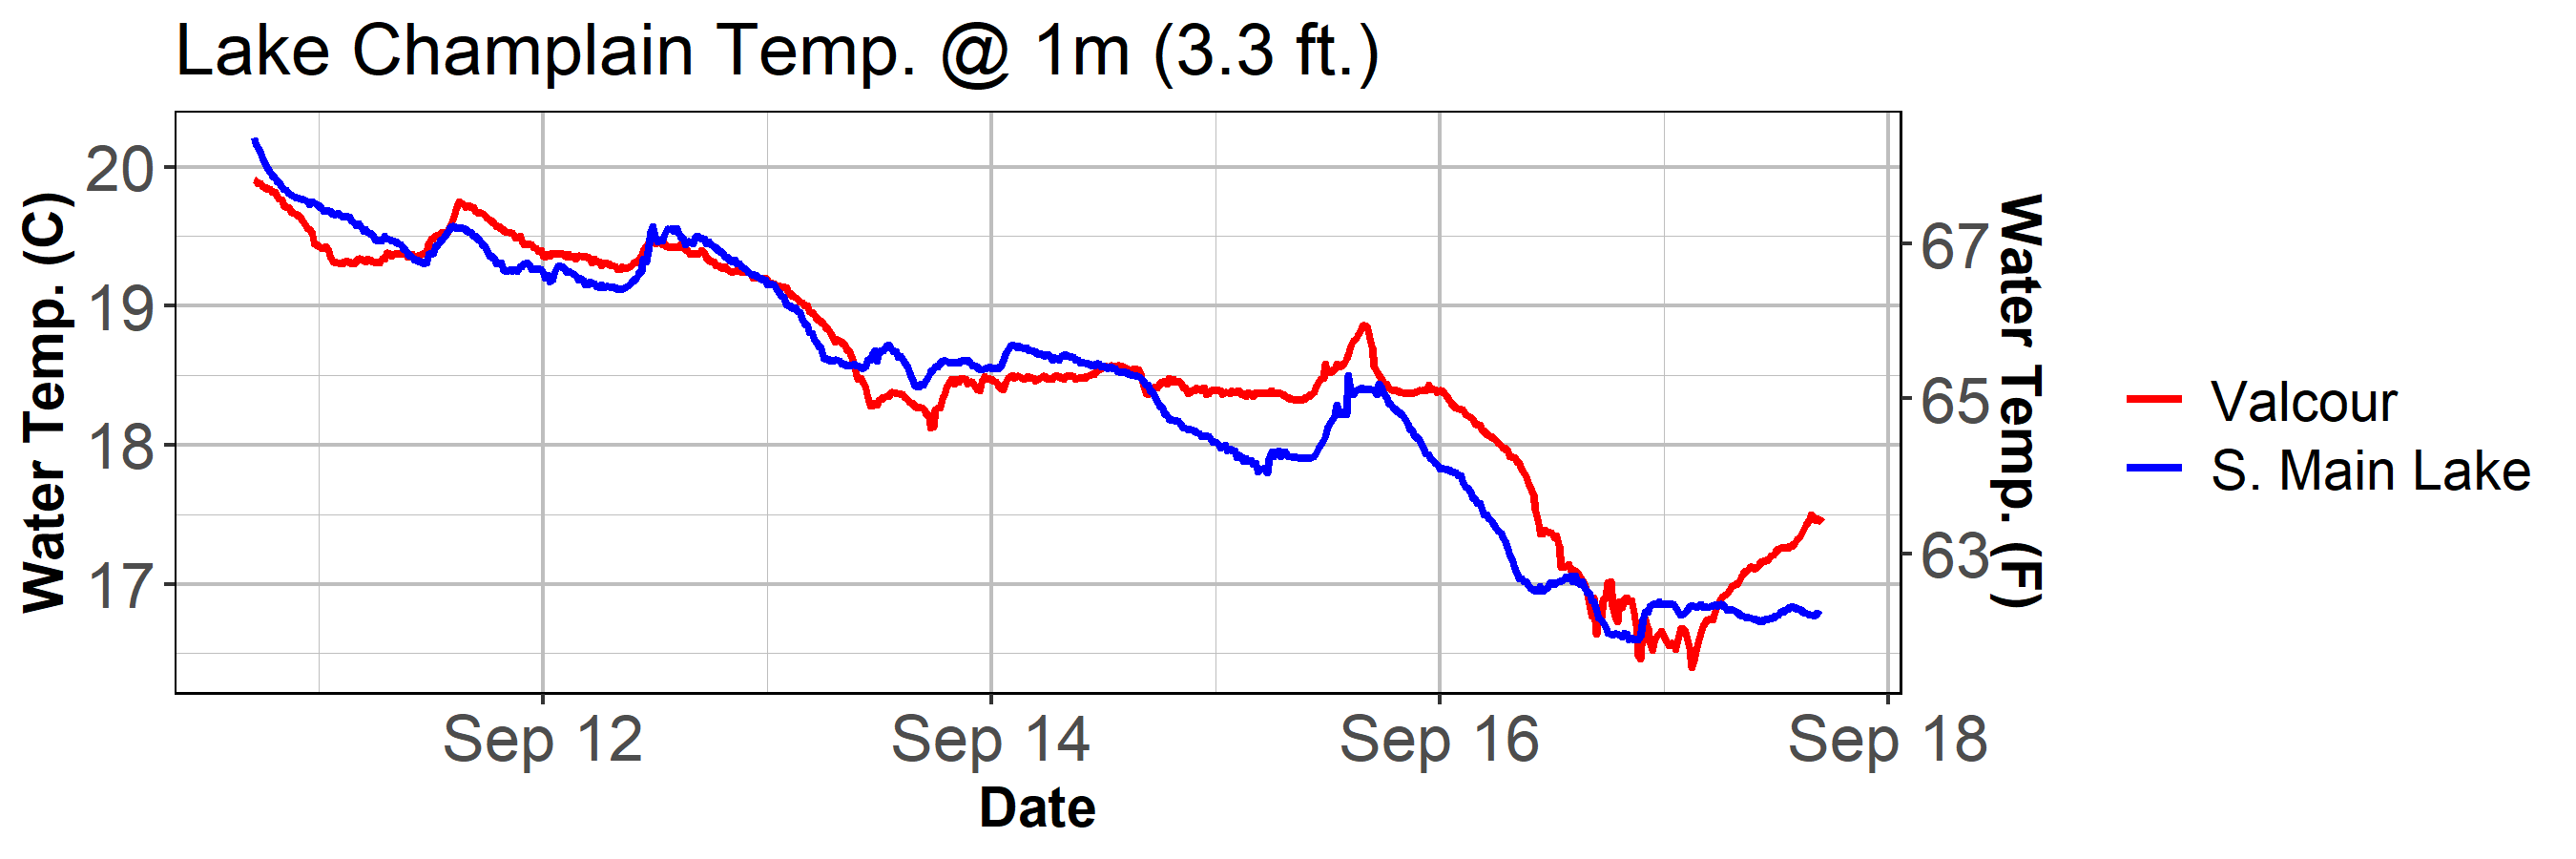 Lake Champlain Temp. @ 1m (3.3 ft.)
Water Temp. (C)
20
19
18
17
67
65
63
Water Temp. (F)
Sep 12
Sep 14
Sep 16
Sep 18
Date
Valcour
S. Main Lake